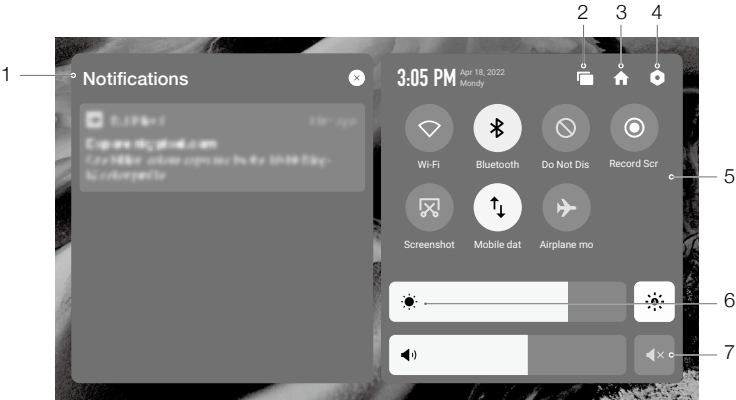 2 3 4
1
Notifications
3:05 PM Apr 18, 2022
Mondy
Wi-Fi Bluetooth Do Not Dis Record Scr
5
Screenshot Mobile dat Airplane mo
6
7